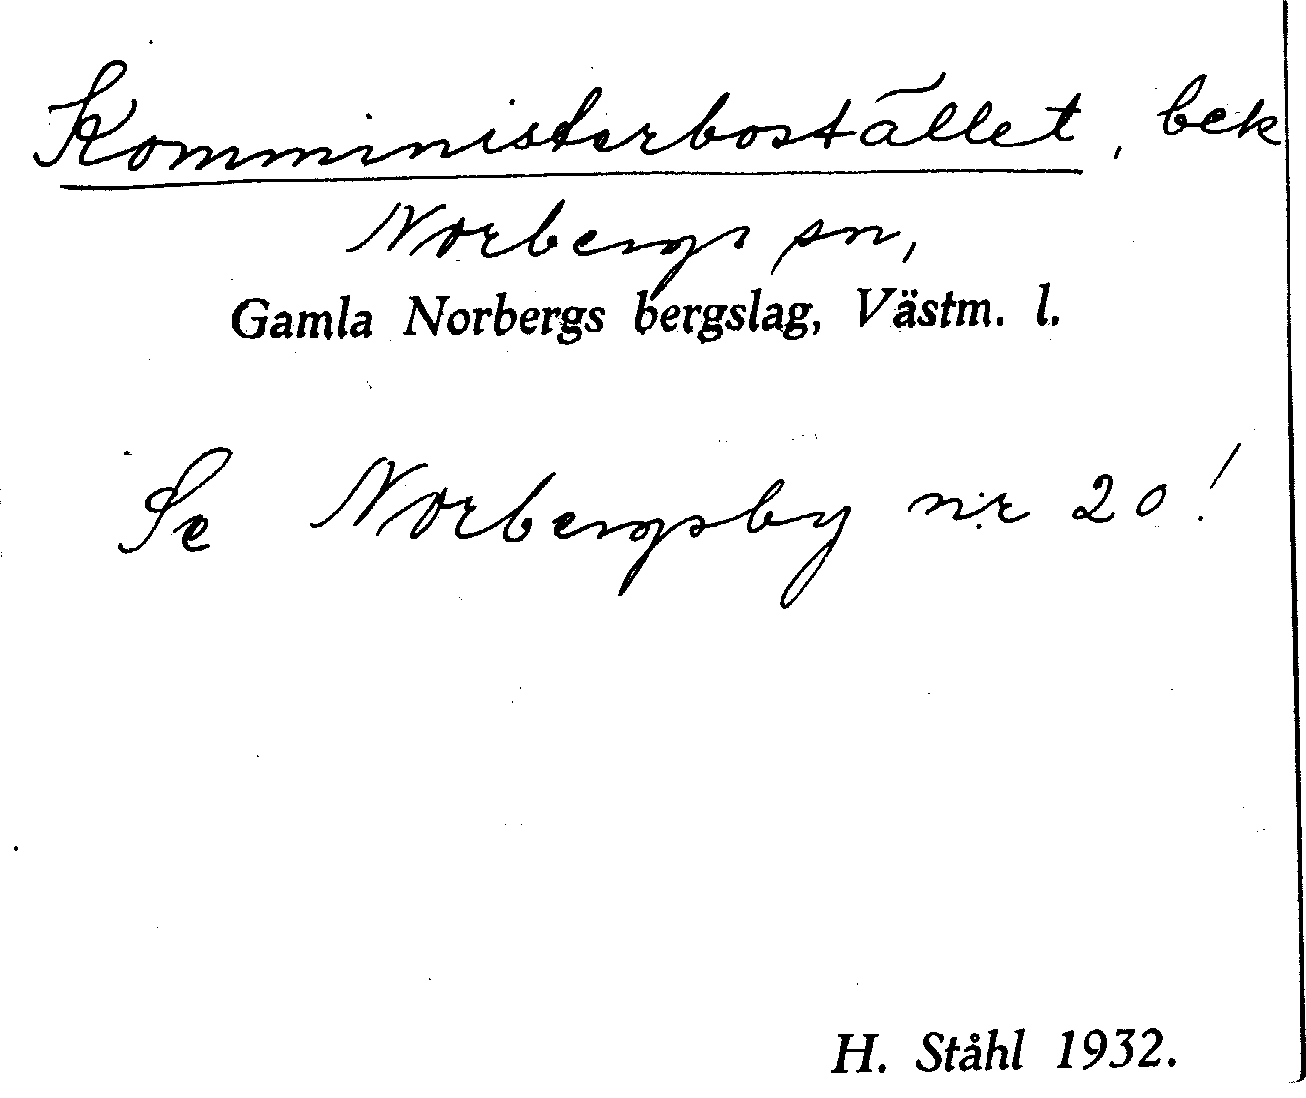 Komministerbostället, bek
Norbergs sn,
Gamla Norbergs bergslag, Västm. l.
Se Norbergsby nr 20!
H. Ståhl 1932.